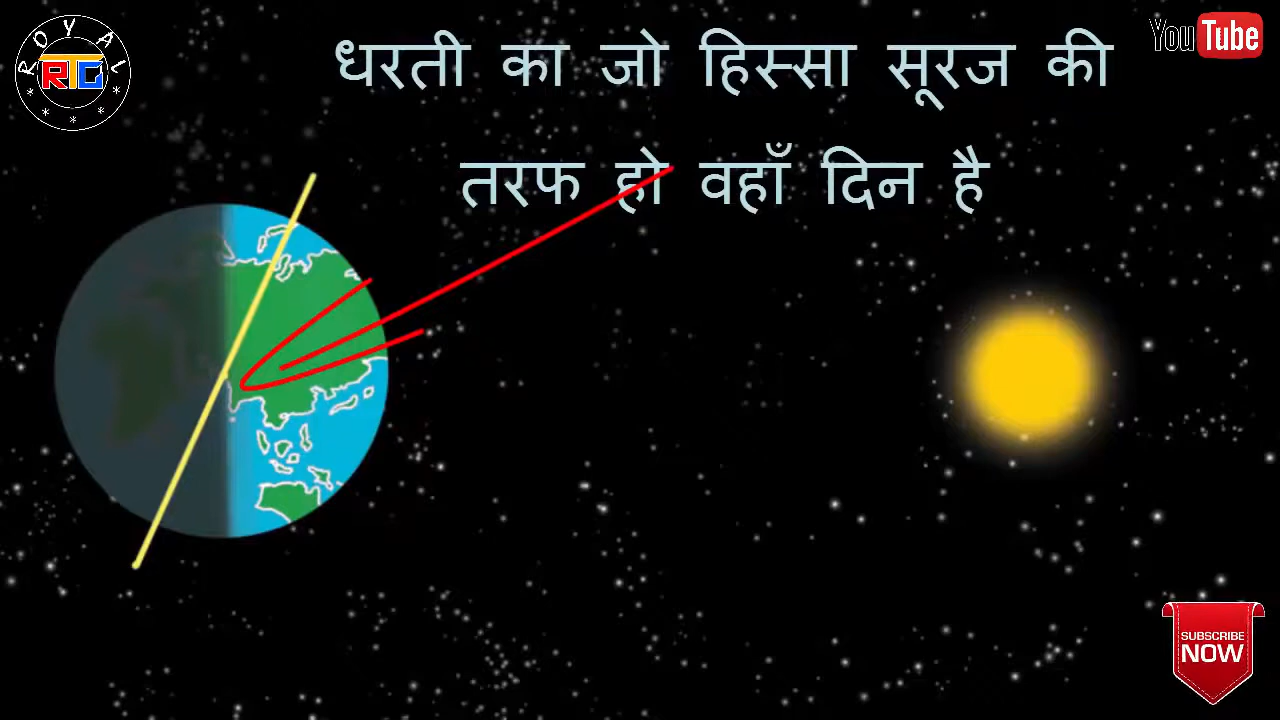 ROYAL
RTG
YouTube
धरती का जो हिस्सा सूरज की
तरफ हो वहाँ दिन है
SUBSCRIBE
NOW